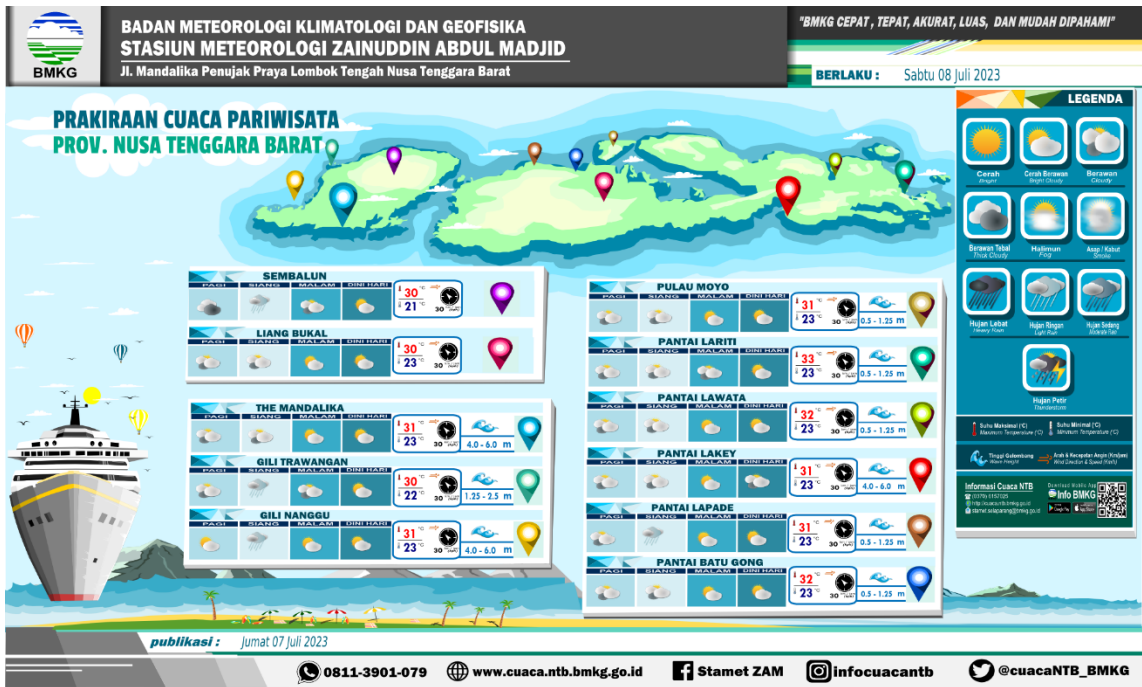 BMKG
BADAN METEOROLOGI KLIMATOLOGI DAN GEOFISIKA
STASIUN METEOROLOGI ZAINUDDIN ABDUL MADJID
Jl. Mandalika Penujak Praya Lombok Tengah Nusa Tenggara Barat
"BMKG CEPAT , TEPAT, AKURAT, LUAS, DAN MUDAH DIPAHAMI"
BERLAKU : Sabtu 08 Juli 2023
PRAKIRAAN CUACA PARIWISATA
PROV. NUSA TENGGARA BARAT
SEMBALUN
PAGI SIANG MALAM DINI HARI
30 °C
21 °C
30
LIANG BUKAL
PAGI SIANG MALAM DINI HARI
30 °C
23 °C
30
THE MANDALIKA
PAGI SIANG MALAM DINI HARI
31 °C
23 °C
30
4.0 - 6.0 m
GILI TRAWANGAN
PAGI SIANG MALAM DINI HARI
30 °C
22 °C
30
1.25 - 2.5 m
GILI NANGGU
PAGI SIANG MALAM DINI HARI
31 °C
23 °C
30
4.0 - 6.0 m
PULAU MOYO
PAGI SIANG MALAM DINI HARI
31 °C
23 °C
30
0.5 - 1.25 m
PANTAI LARITI
PAGI SIANG MALAM DINI HARI
33 °C
23 °C
30
0.5 - 1.25 m
PANTAI LAWATA
PAGI SIANG MALAM DINI HARI
32 °C
23 °C
30
0.5 - 1.25 m
PANTAI LAKEY
PAGI SIANG MALAM DINI HARI
31 °C
23 °C
30
4.0 - 6.0 m
PANTAI LAPADE
PAGI SIANG MALAM DINI HARI
31 °C
23 °C
30
0.5 - 1.25 m
PANTAI BATU GONG
PAGI SIANG MALAM DINI HARI
32 °C
23 °C
30
0.5 - 1.25 m
LEGENDA
Cerah
Bright
Cerah Berawan
Bright Cloudy
Berawan
Cloudy
Berawan Tebal
Thick Cloudy
Halimun
Fog
Asap / Kabut
Smoke
Hujan Lebat
Heavy Rain
Hujan Ringan
Light Rain
Hujan Sedang
Hujan Petir
Thunderstorm
Suhu Maksimal (°C)
Maximum Temperature (°C)
Suhu Minimal (°C)
Minimum Temperature (°C)
Tinggi Gelombang
Wave Height
Arah & Kecepatan Angin (Km/jam)
Wind Direction & Speed (Km/h)
Informasi Cuaca NTB
Download Mobile App
Info BMKG
publikasi : Jumat 07 Juli 2023
0811-3901-079
www.cuaca.ntb.bmkg.go.id
Stamet ZAM
infocuacantb
@cuacaNTB_BMKG